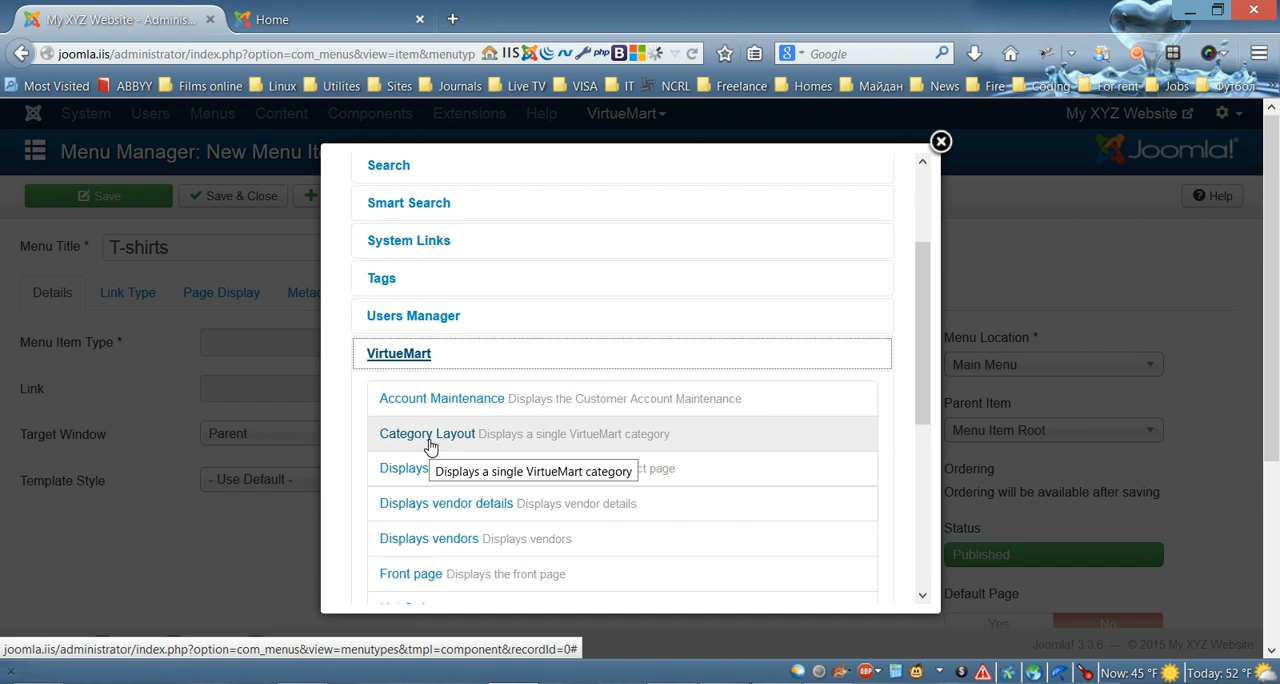 My XYZ Website - Adminis...
Home
joomla.iis/administrator/index.php?option=com_menus&view=item&menutyp
IIS
php
B
Google
Most Visited
ABBYY
Films online
Linux
Utilites
Sites
Journals
Live TV
VISA
IT
NCRL
Freelance
Homes
Майдан
News
Fire
Coding
For rent
Jobs
Футбол
System
Users
Menus
Content
Components
Extensions
Help
VirtueMart
My XYZ Website
Menu Manager: New Menu It
Joomla!
Save
Save & Close
Help
Menu Title *
T-shirts
Details
Link Type
Page Display
Metad
Menu Item Type *
Link
Target Window
Parent
Template Style
- Use Default -
Search
Smart Search
System Links
Tags
Users Manager
VirtueMart
Account Maintenance Displays the Customer Account Maintenance
Category Layout Displays a single VirtueMart category
Displays
ct page
Displays a single VirtueMart category
Displays vendor details Displays vendor details
Displays vendors Displays vendors
Front page Displays the front page
Menu Location *
Main Menu
Parent Item
Menu Item Root
Ordering
Ordering will be available after saving
Status
Published
Default Page
Yes
No
Joomla! 3.3.6 — © 2015 My XYZ Website
joomla.iis/administrator/index.php?option=com_menus&view=menutypes&tmpl=component&recordId=0#
ABP
Now: 45 °F
Today: 52 °F